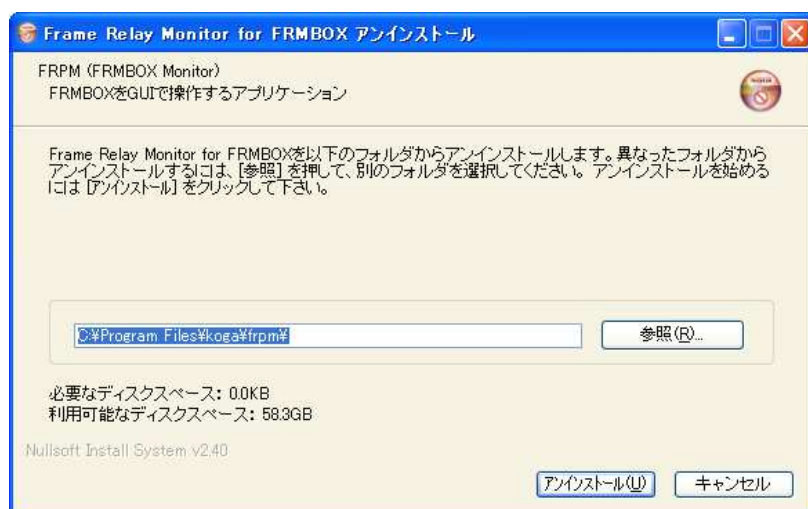 Frame Relay Monitor for FRMBOX アンインストール
FRPM (FRMBOX Monitor)
FRMBOXをGUIで操作するアプリケーション
Frame Relay Monitor for FRMBOXを以下のフォルダからアンインストールします。異なったフォルダから
アンインストールするには、[参照] を押して、別のフォルダを選択してください。 アンインストールを始める
には [アンインストール] をクリックして下さい。
C:¥Program Files¥koga¥frpm¥
参照(R)...
必要なディスクスペース: 0.0KB
利用可能なディスクスペース: 58.3GB
Nullsoft Install System v2.40
アンインストール(U)
キャンセル